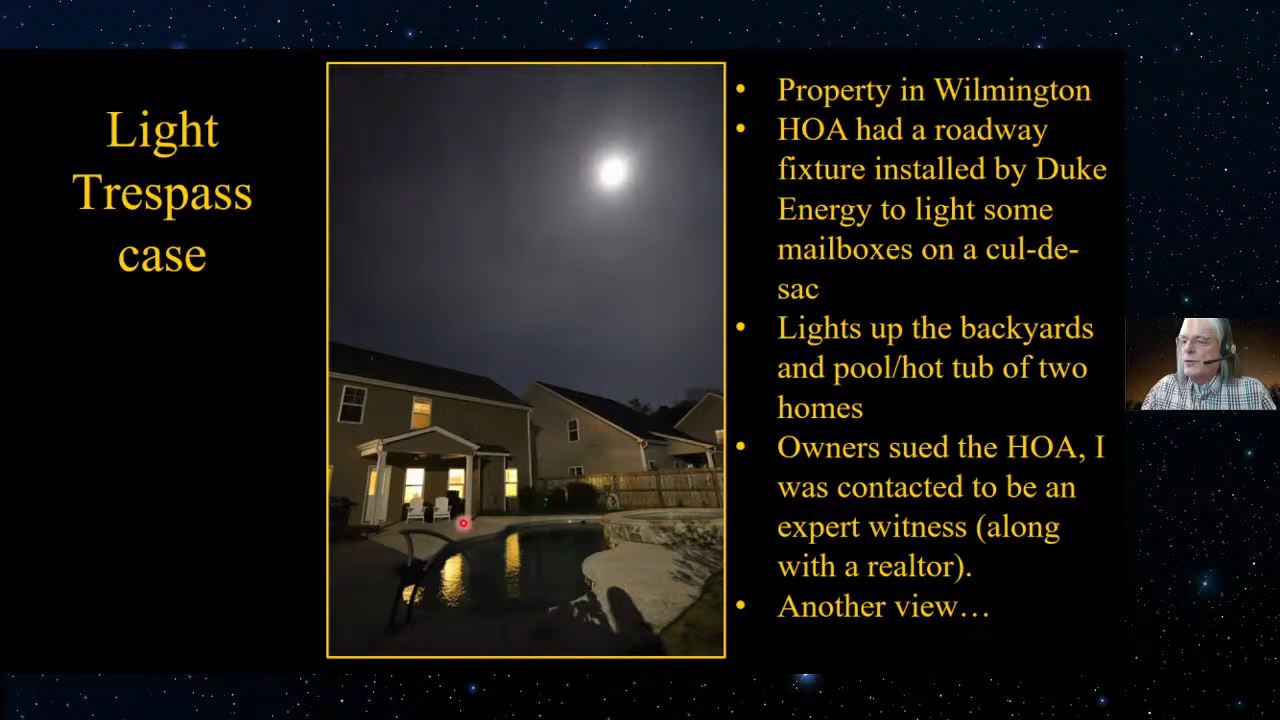 Light
Trespass
case
• Property in Wilmington
• HOA had a roadway
fixture installed by Duke
Energy to light some
mailboxes on a cul-de-
sac
• Lights up the backyards
and pool/hot tub of two
homes
• Owners sued the HOA, I
was contacted to be an
expert witness (along
with a realtor).
• Another view…